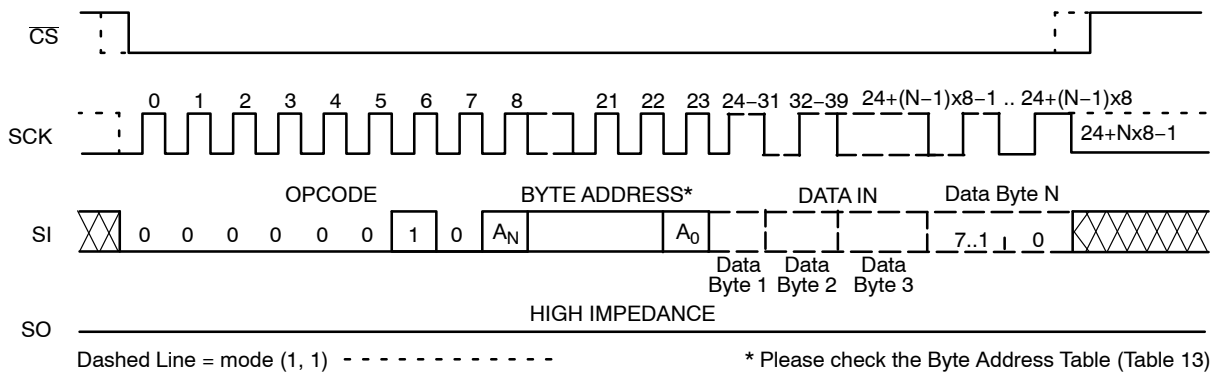 CS
0 1 2 3 4 5 6 7 8 21 22 23 24–31 32–39 24+(N–1)x8–1 .. 24+(N–1)x8
SCK
24+Nx8–1
OPCODE BYTE ADDRESS* DATA IN Data Byte N
SI 0 0 0 0 0 0 1 0 AN A0 7..1 0
Data Byte 1 Data Byte 2 Data Byte 3
HIGH IMPEDANCE
SO
Dashed Line = mode (1, 1) * Please check the Byte Address Table (Table 13)